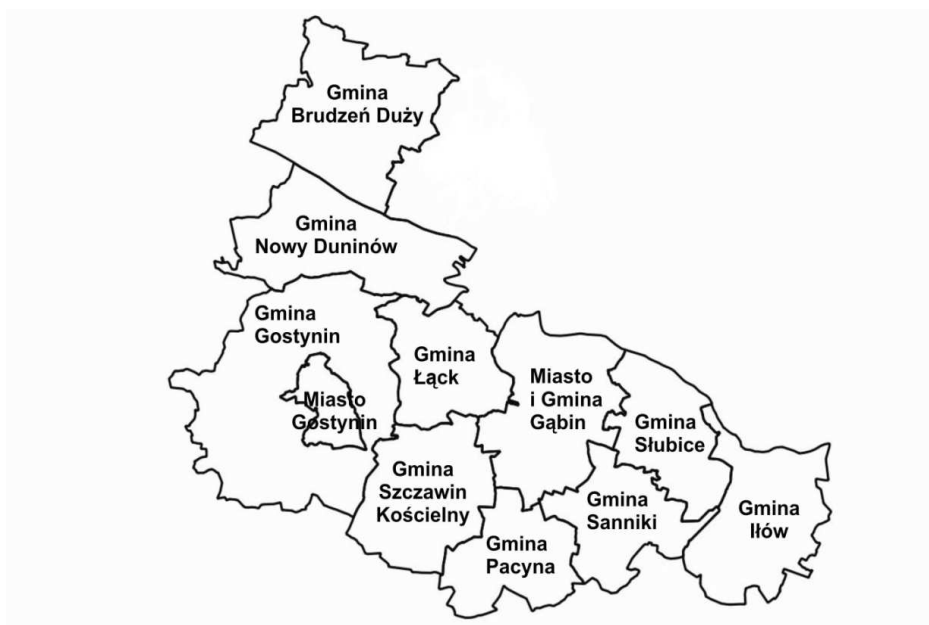 Gmina
Brudzeń Duży
Gmina
Nowy Duninów
Gmina
Gostynin
Miasto
Gostynin
Gmina
Łąck
Miasto
i Gmina
Gąbin
Gmina
Słubice
Gmina
Szczawin
Kościelny
Gmina
Sanniki
Gmina
Iłów
Gmina
Pacyna